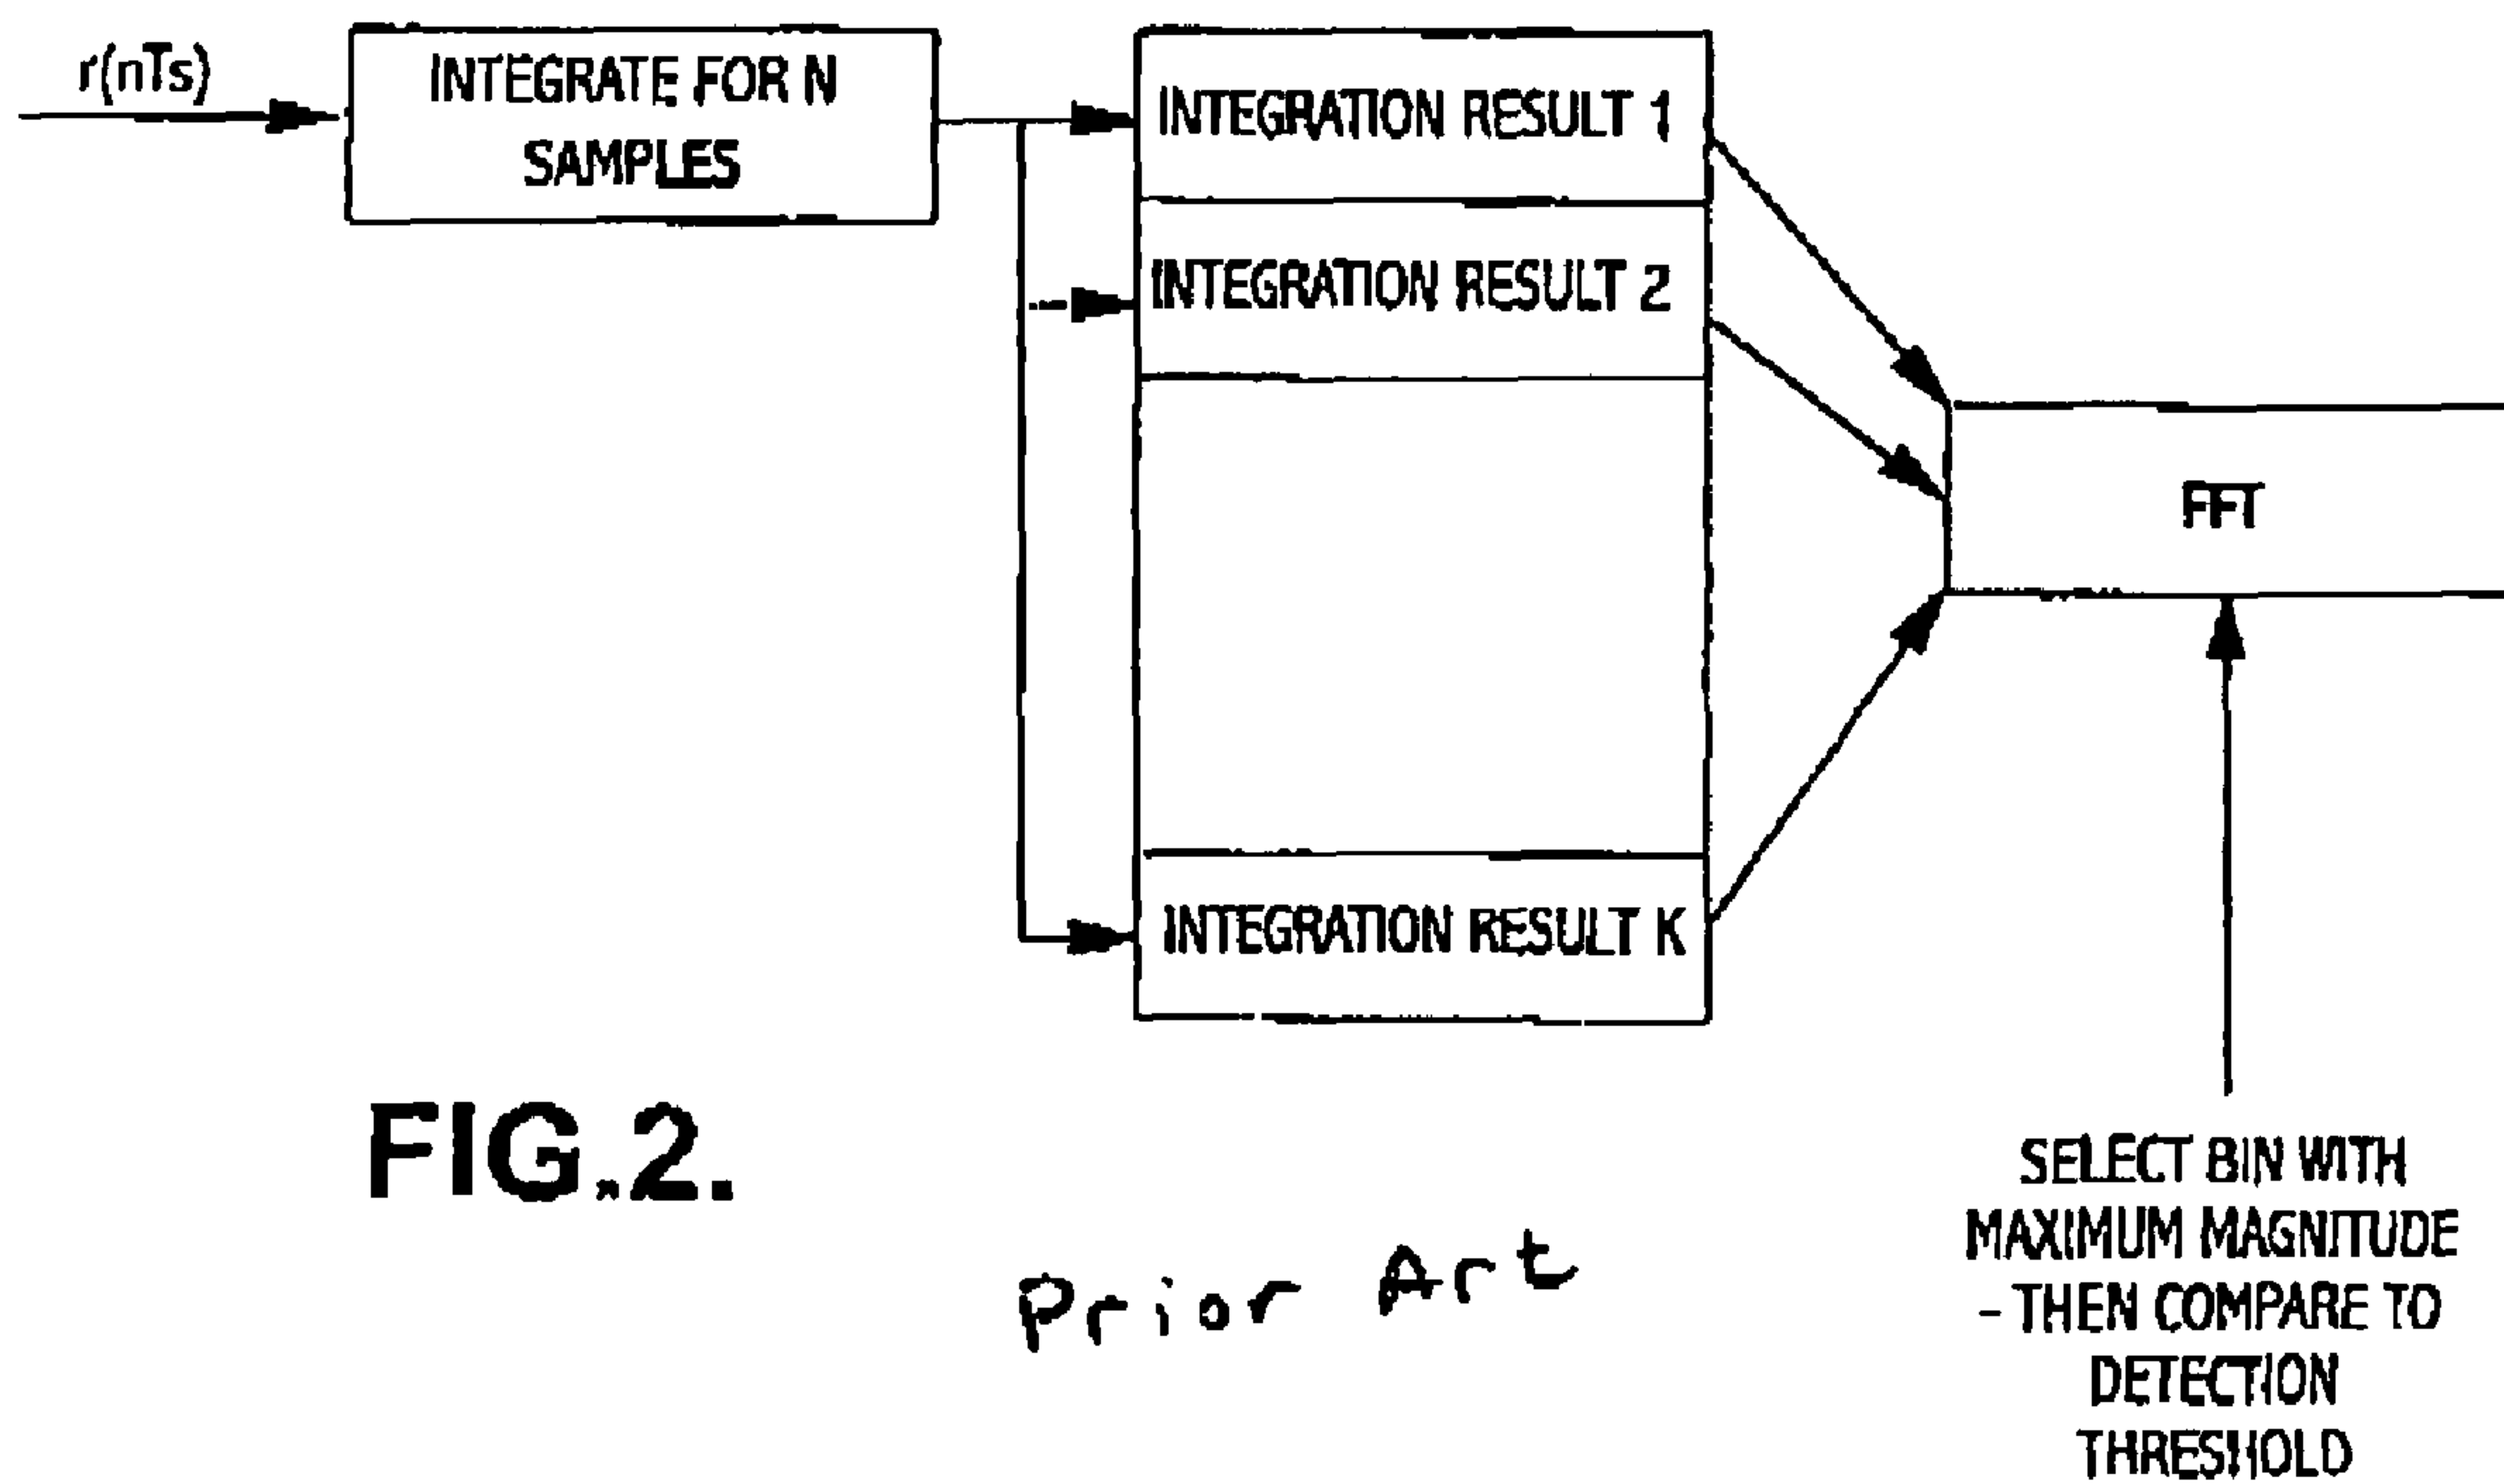 r(nTs)
INTEGRATE FOR N
SAMPLES
INTEGRATION RESULT 1
INTEGRATION RESULT 2
INTEGRATION RESULT K
FFT
SELECT BIN WITH
MAXIMUM MAGNITUDE
- THEN COMPARE TO
DETECTION
THRESHOLD
FIG.2.
Prior Art